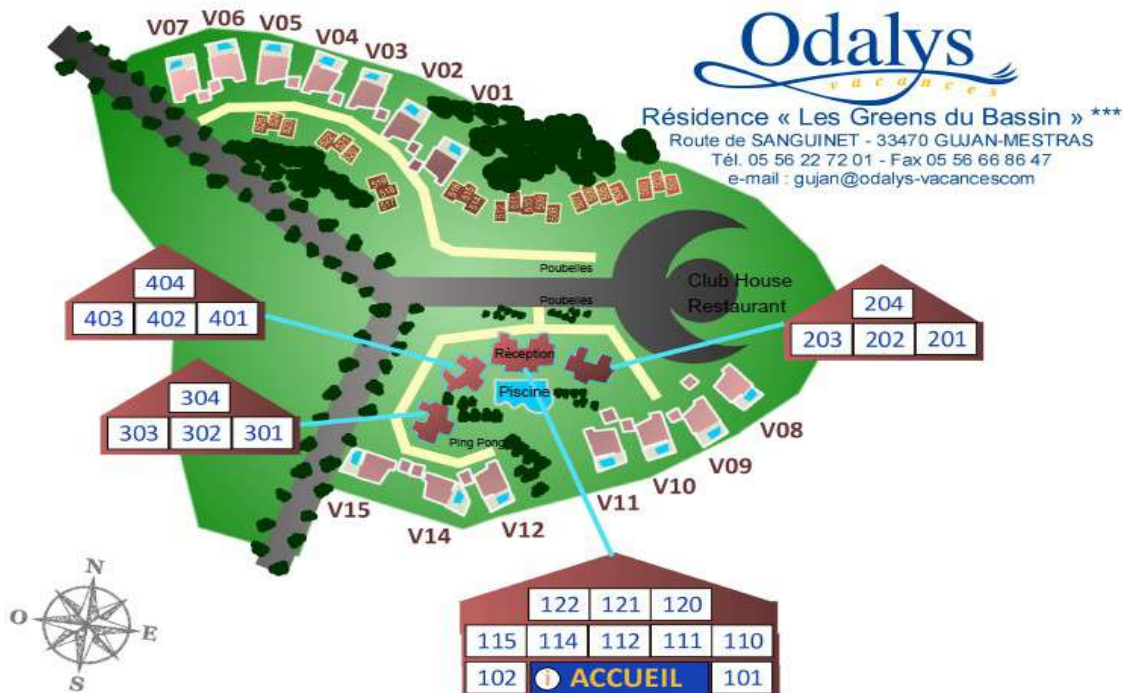 Odalys
vacances
Résidence « Les Greens du Bassin » ***
Route de SANGUINET - 33470 GUJAN-MESTRAS
Tél. 05 56 22 72 01 - Fax 05 56 66 86 47
e-mail : gujan@odalys-vacancescom
V07 V06 V05 V04 V03 V02 V01
Poubelles
Poubelles
Club House
Restaurant
404
403 402 401
204
203 202 201
Réception
Piscine
304
303 302 301
Ping Pong
V08
V09
V10
V11
V12
V14
V15
122 121 120
115 114 112 111 110
102 i ACCUEIL 101
N
O
E
S